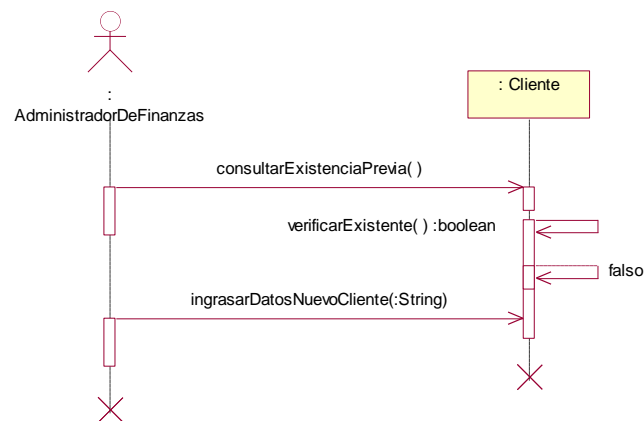 : Cliente
:
AdministradorDeFinanzas
consultarExistenciaPrevia( )
verificarExistente( ) :boolean
falso
ingrasarDatosNuevoCliente(:String)